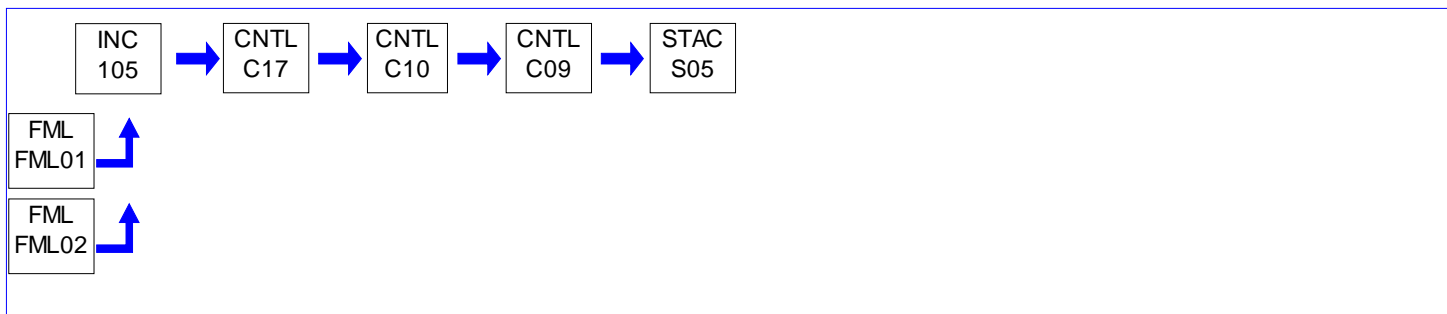 INC
105
CNTL
C17
CNTL
C10
CNTL
C09
STAC
S05
FML
FML01
FML
FML02